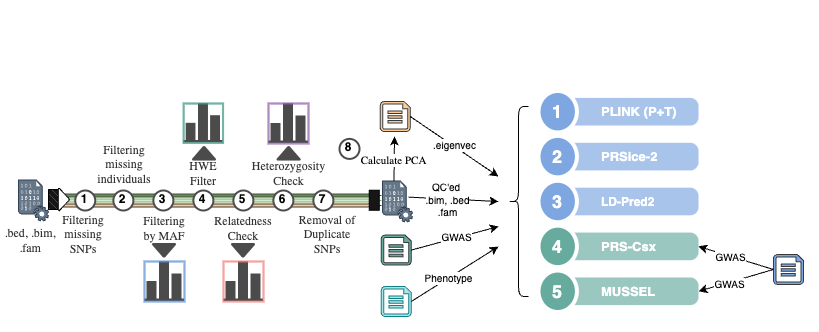 .bed, .bim,
.fam
1
Filtering
missing
SNPs
2
Filtering
missing
individuals
3
Filtering
by MAF
4
HWE
Filter
5
Relatedness
Check
6
Heterozygosity
Check
7
Removal of
Duplicate
SNPs
8
Calculate PCA
.eigenvec
QC'ed
.bim, .bed
.fam
GWAS
Phenotype
1 PLINK (P+T)
2 PRSice-2
3 LD-Pred2
4 PRS-Csx
5 MUSSEL
GWAS
GWAS